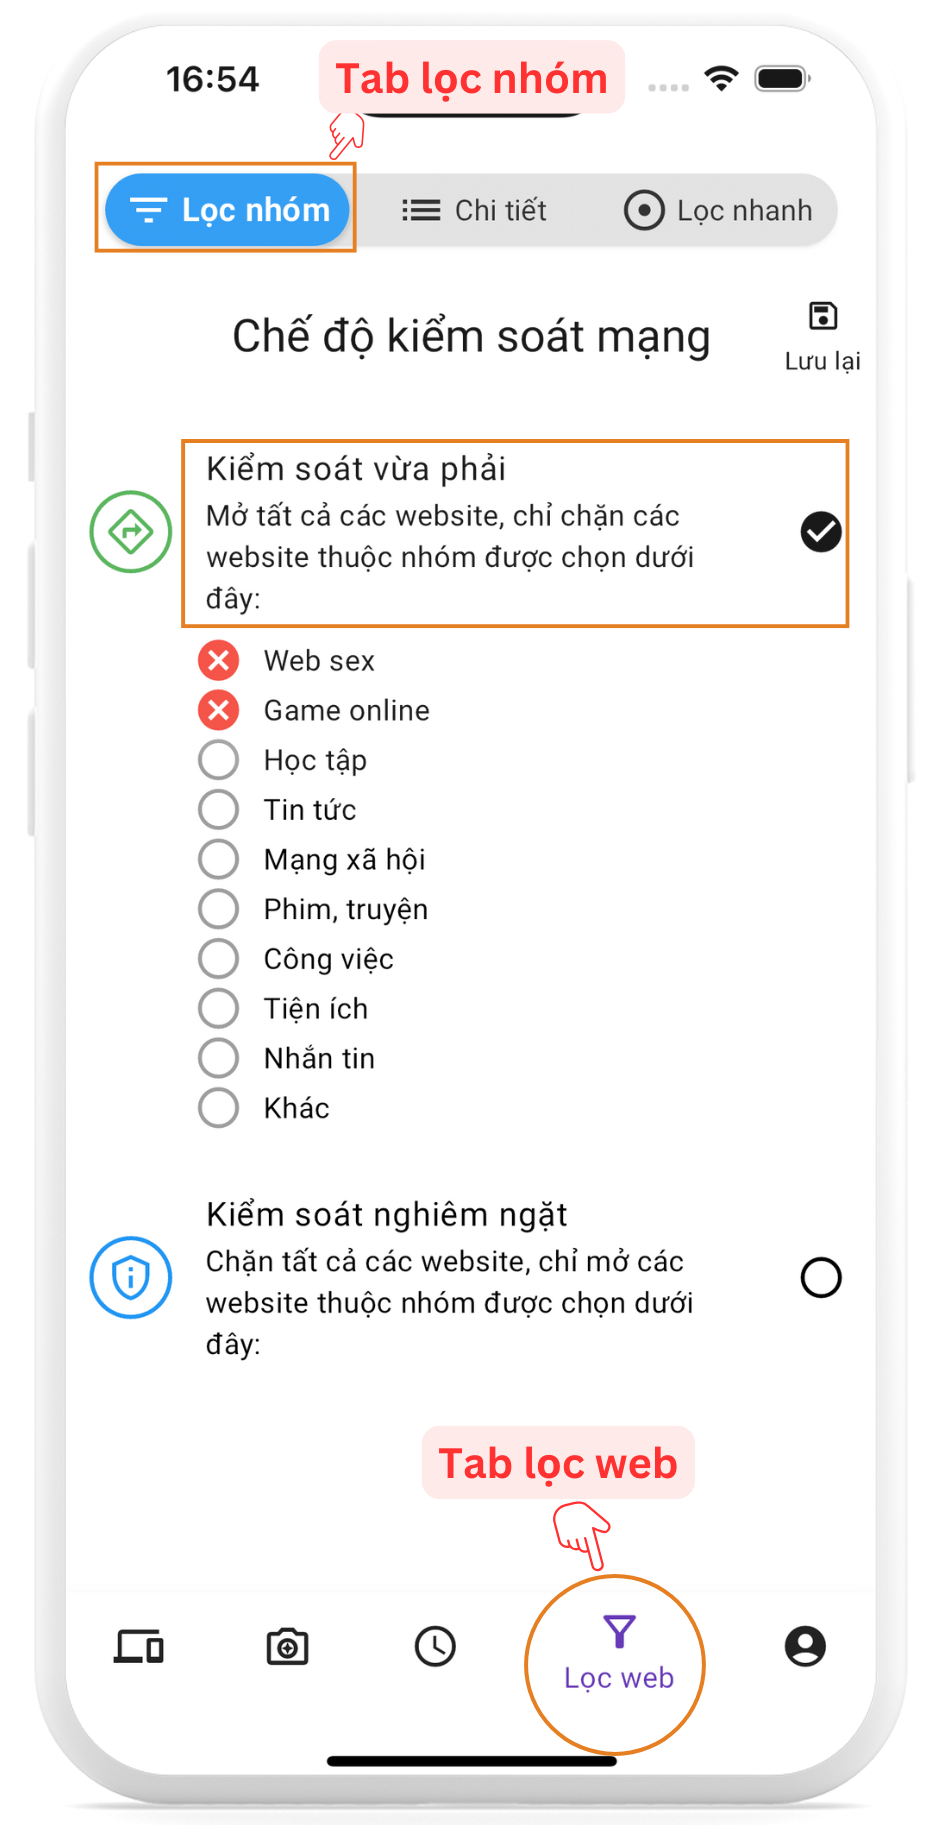 16:54
Tab lọc nhóm
Lọc nhóm
Chi tiết
Lọc nhanh
Chế độ kiểm soát mạng
Lưu lại
Kiểm soát vừa phải
Mở tất cả các website, chỉ chặn các
website thuộc nhóm được chọn dưới
đây:
Web sex
Game online
Học tập
Tin tức
Mạng xã hội
Phim, truyện
Công việc
Tiện ích
Nhắn tin
Khác
Kiểm soát nghiêm ngặt
Chặn tất cả các website, chỉ mở các
website thuộc nhóm được chọn dưới
đây:
Tab lọc web
Lọc web